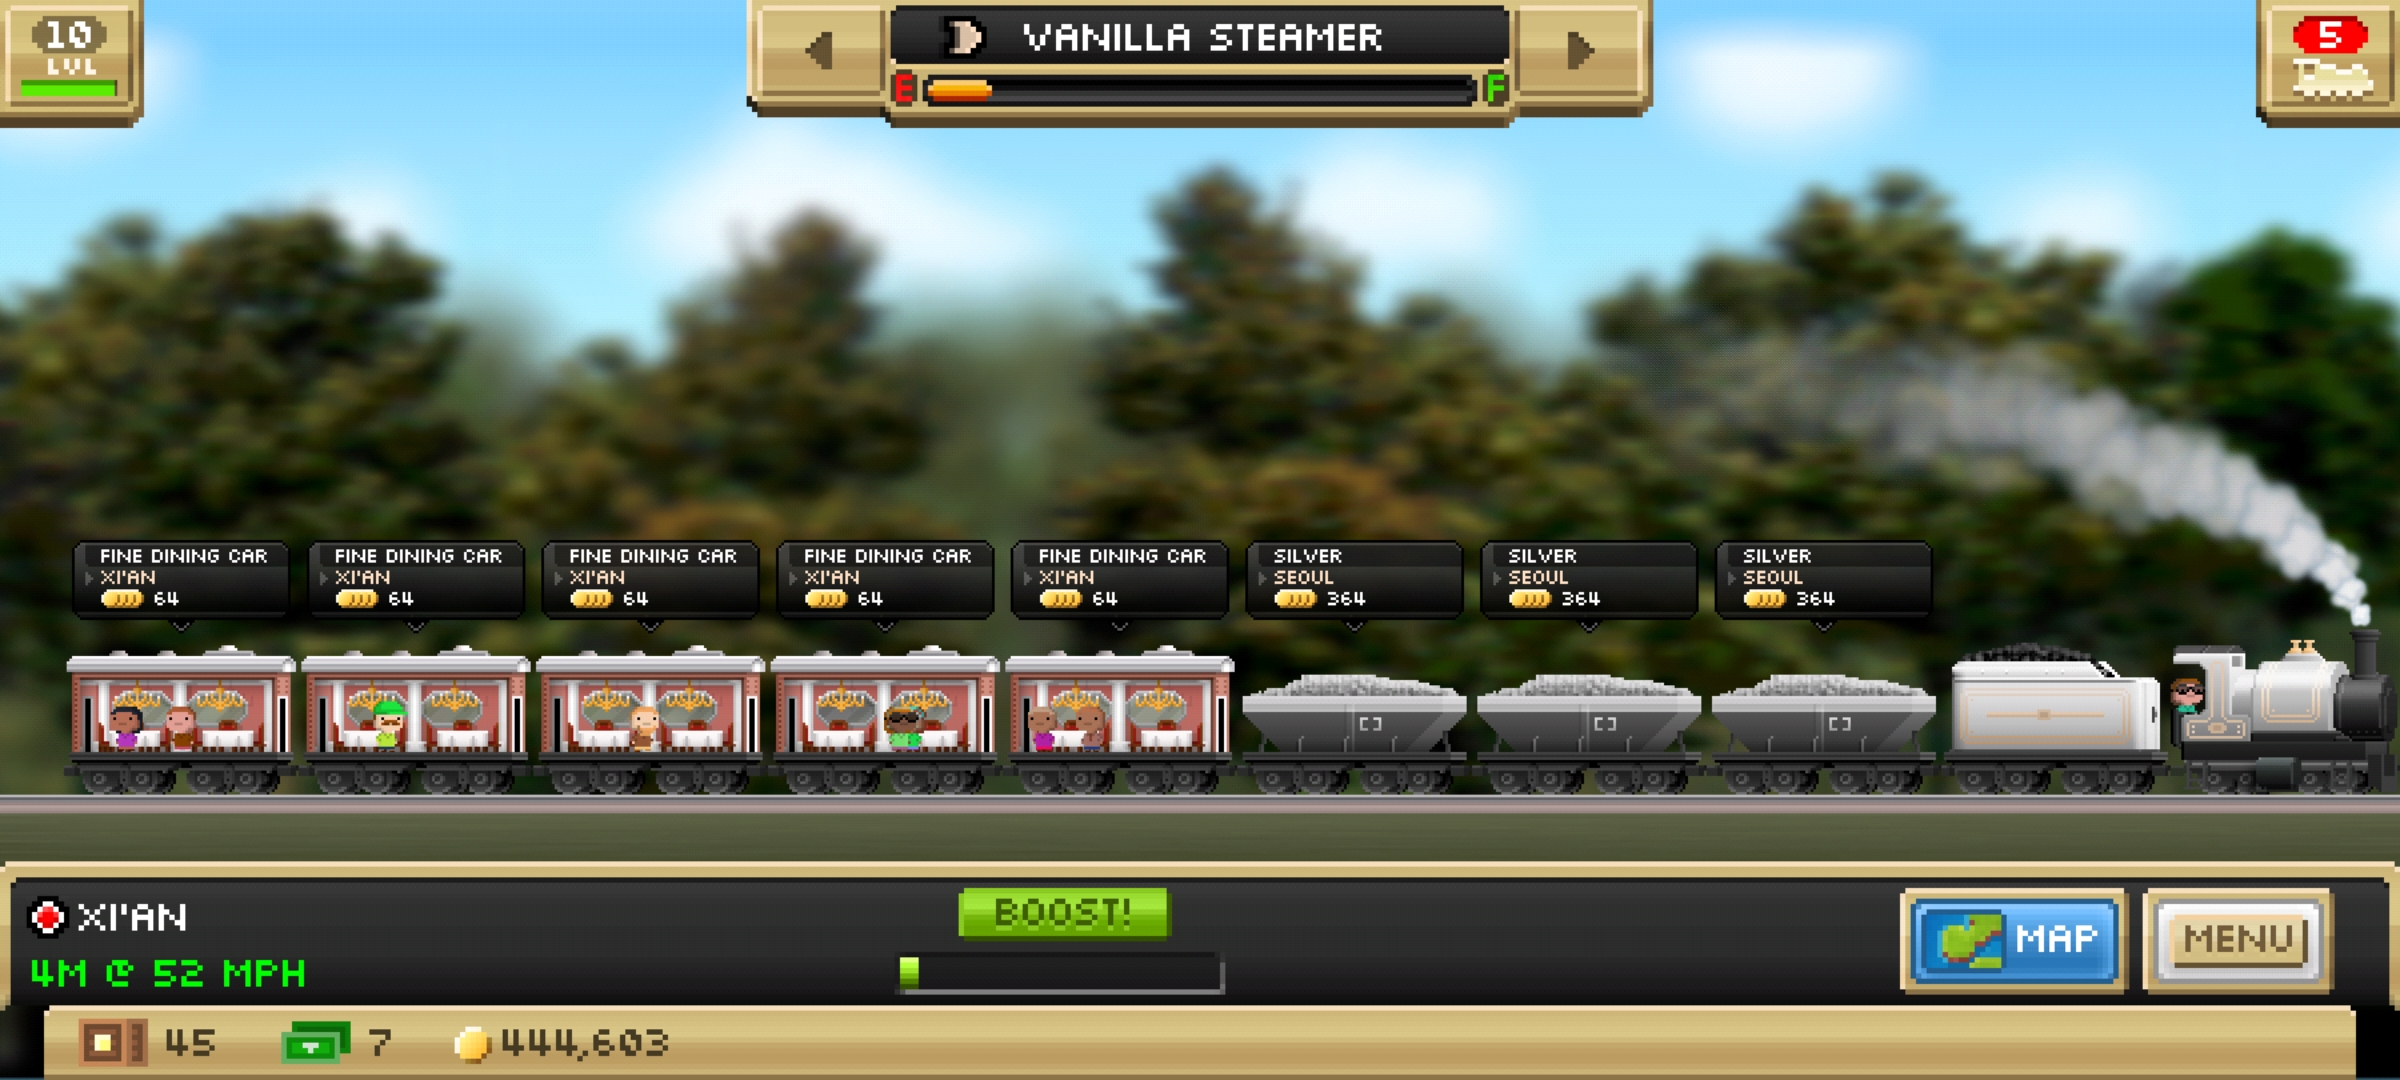 10
LVL
VANILLA STEAMER
E F
5
FINE DINING CAR
XI'AN
64
FINE DINING CAR
XI'AN
64
FINE DINING CAR
XI'AN
64
FINE DINING CAR
XI'AN
64
FINE DINING CAR
XI'AN
64
SILVER
SEOUL
364
SILVER
SEOUL
364
SILVER
SEOUL
364
XI'AN
4M @ 52 MPH
BOOST!
MAP
MENU
45 7 444,603